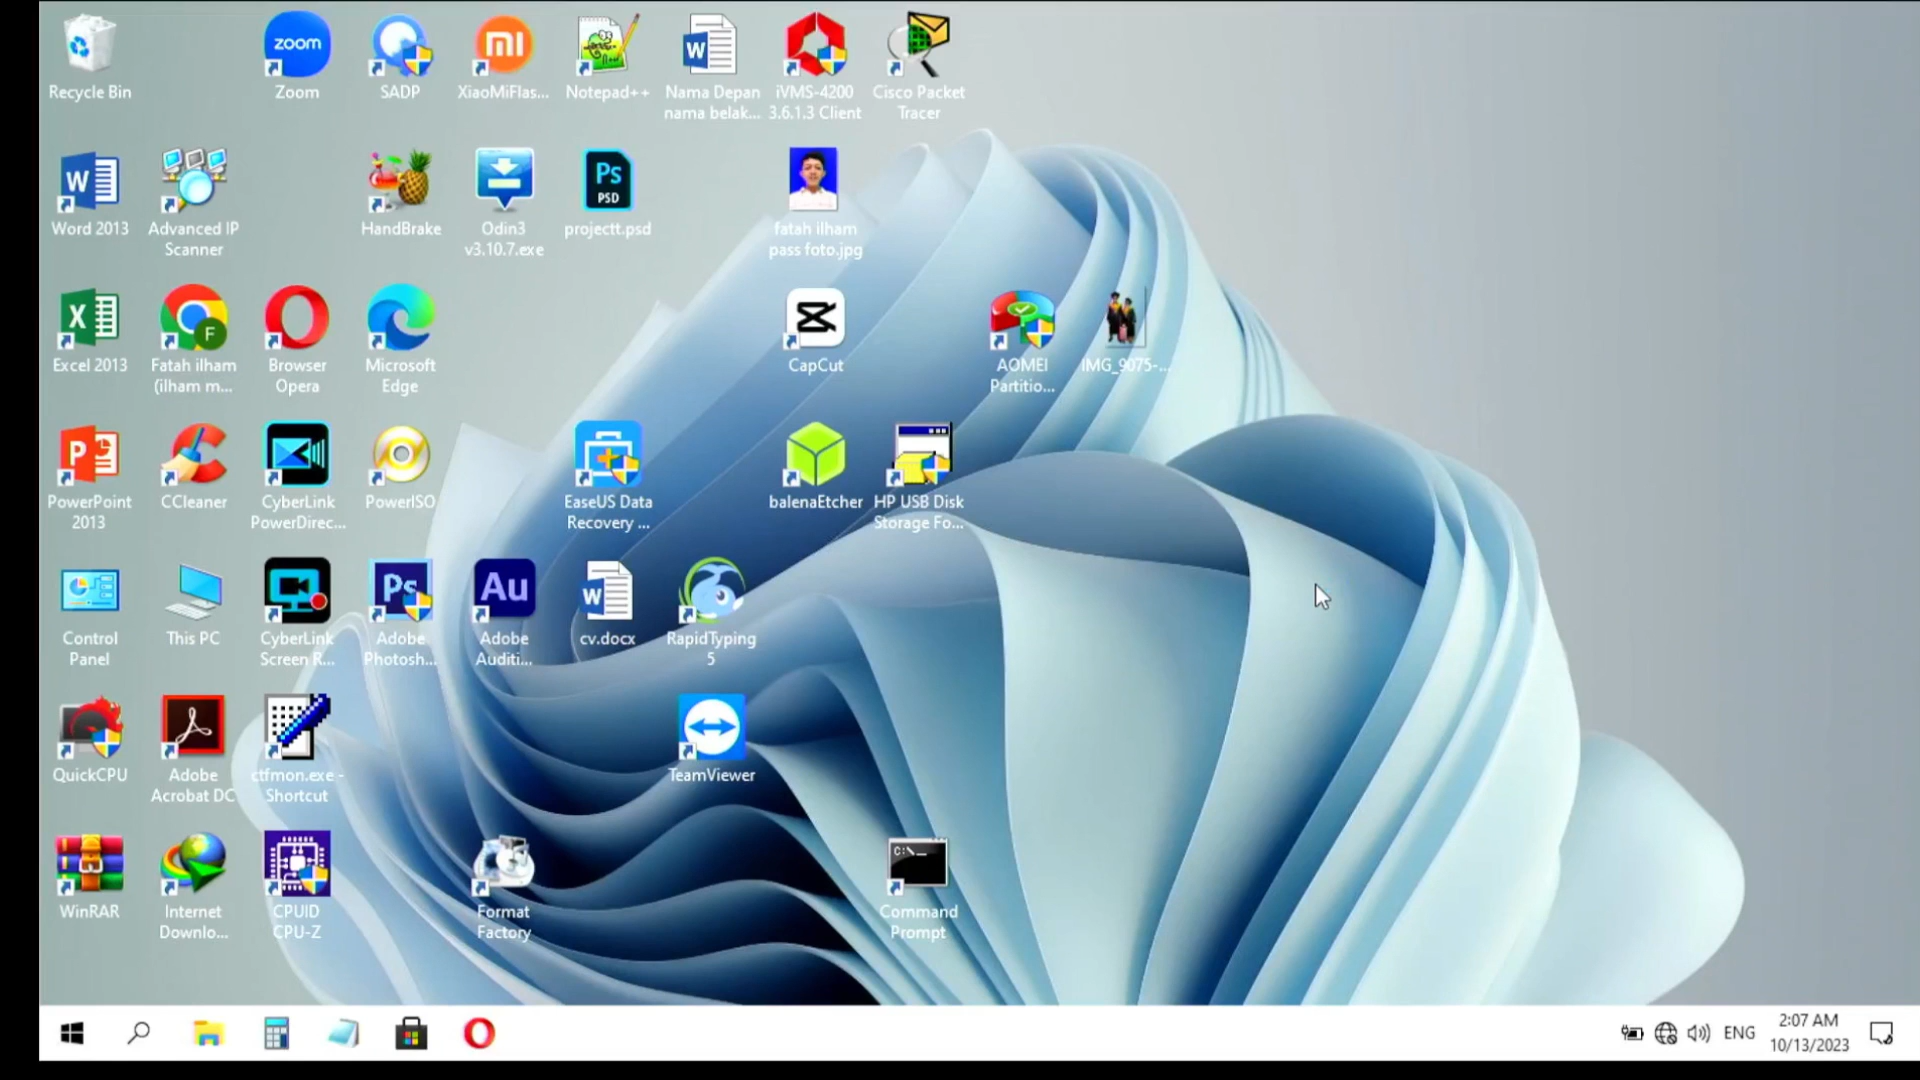 Recycle Bin
zoom
Zoom
SADP
XiaoMiFlas...
Notepad++
Nama Depan
nama belak...
iVMS-4200
3.6.1.3 Client
Cisco Packet
Tracer
Word 2013
Advanced IP
Scanner
HandBrake
Odin3
v3.10.7.exe
Ps
PSD
projectt.psd
fatah ilham
pass foto.jpg
Excel 2013
F
Fatah ilham
(ilham m...
Browser
Opera
Microsoft
Edge
CapCut
AOMEI
Partitio...
IMG_9075-...
PowerPoint
2013
CCleaner
CyberLink
PowerDirec...
PowerISO
EaseUS Data
Recovery ...
balenaEtcher
HP USB Disk
Storage Fo...
Control
Panel
This PC
CyberLink
Screen R...
Ps
Adobe
Photosh...
Au
Adobe
Auditi...
cv.docx
RapidTyping
5
QuickCPU
Adobe
Acrobat DC
ctfmon.exe -
Shortcut
TeamViewer
WinRAR
Internet
Downlo...
CPUID
CPU-Z
Format
Factory
C:\_
Command
Prompt
ENG
2:07 AM
10/13/2023